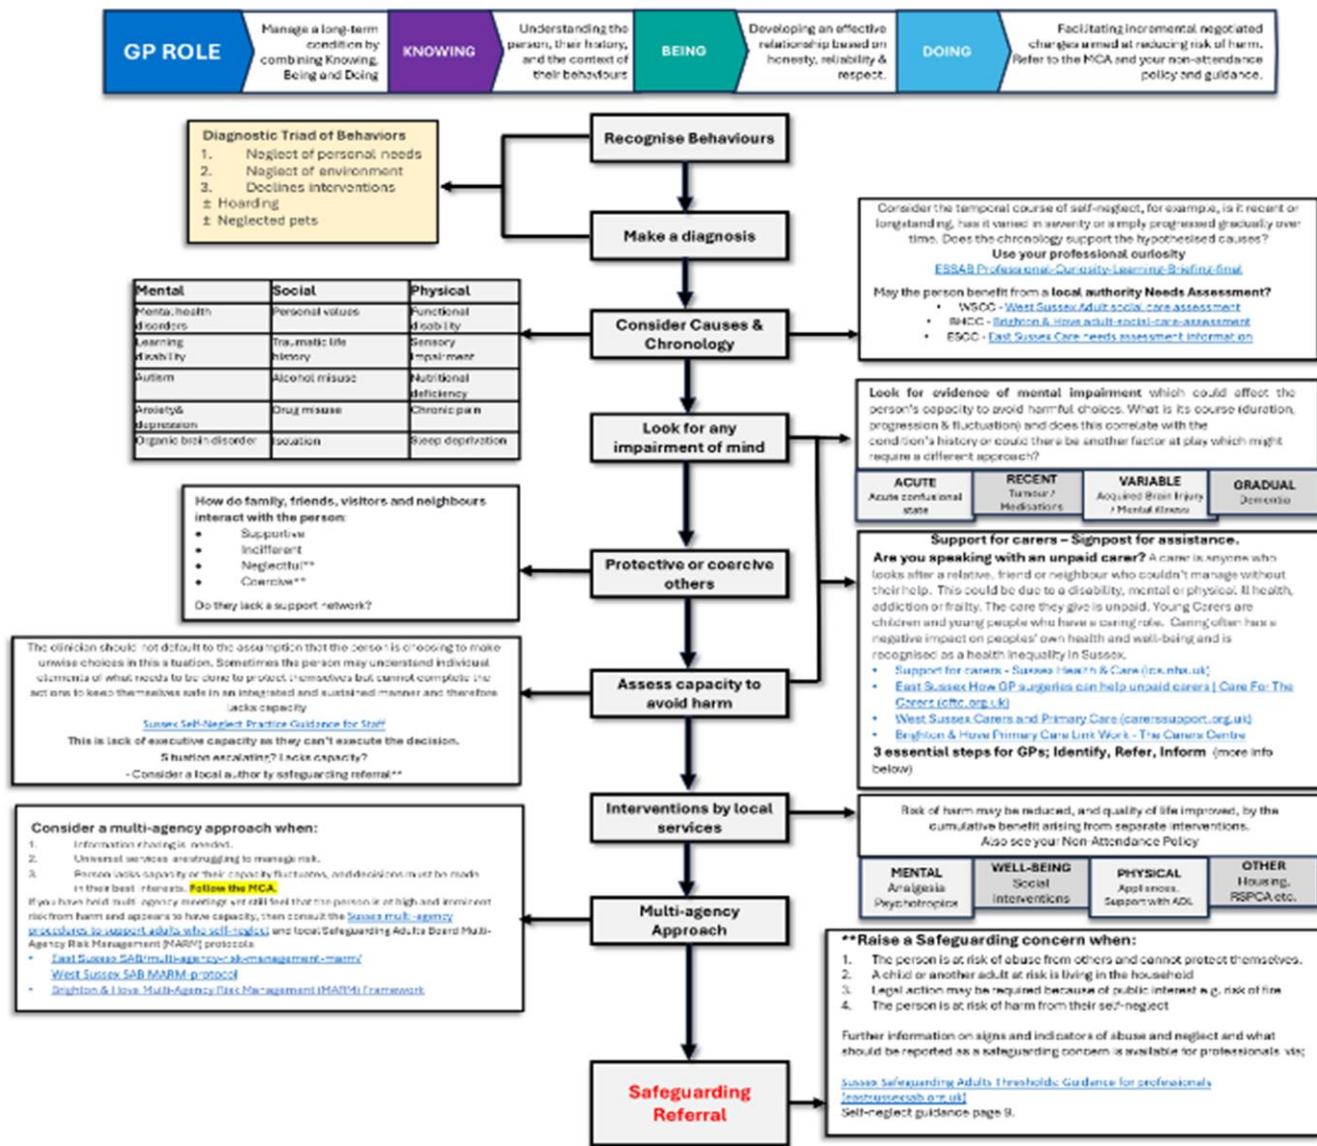 GP ROLE
Manage a long-term
condition by
combining Knowing,
Being and Doing
KNOWING
Understanding the
person, their history,
and the context of
their behaviours
BEING
Developing an effective
relationship based on
honesty, reliability &
respect.
DOING
Facilitating incremental negotiated
changes aimed at reducing risk of harm.
Refer to the MCA and your non-attendance
policy and guidance.
Recognise Behaviours
Diagnostic Triad of Behaviors
1. Neglect of personal needs
2. Neglect of environment
3. Declines interventions
± Hoarding
± Neglected pets
Make a diagnosis
Consider the temporal course of self-neglect, for example, is it recent or
longstanding, has it varied in severity or simply progressed gradually over
time. Does the chronology support the hypothesised causes?
Use your professional curiosity
ESSAB Professional-Curiosity-Learning-Briefing-final
May the person benefit from a local authority Needs Assessment?
• WSCC - West Sussex Adult social care assessment
• BHCC - Brighton & Hove adult-social-care-assessment
• ESCC - East Sussex Care needs assessment information
Mental Social Physical
Mental health
disorders
Personal values
Functional
disability
Learning
disability
Traumatic life
history
Sensory
Impairment
Autism
Alcohol misuse
Nutritional
deficiency
Anxiety&
depression
Drug misuse
Chronic pain
Organic brain disorder
Isolation
Sleep deprivation
Consider Causes &
Chronology
Look for any
impairment of mind
Look for evidence of mental impairment which could affect the
person's capacity to avoid harmful choices. What is its course (duration,
progression & fluctuation) and does this correlate with the
condition's history or could there be another factor at play which might
require a different approach?
ACUTE
Acute confusional
state
RECENT
Tumour /
Medications
VARIABLE
Acquired Brain Injury
/ Mental illness
GRADUAL
Dementia
How do family, friends, visitors and neighbours
interact with the person:
• Supportive
• Indifferent
• Neglectful**
• Coercive**
Do they lack a support network?
Protective or coercive
others
Support for carers – Signpost for assistance.
Are you speaking with an unpaid carer? A carer is anyone who
looks after a relative, friend or neighbour who couldn't manage without
their help. This could be due to a disability, mental or physical ill health,
addiction or frailty. The care they give is unpaid. Young Carers are
children and young people who have a caring role. Caring often has a
negative impact on peoples' own health and well-being and is
recognised as a health inequality in Sussex.
• Support for carers - Sussex Health & Care (ics.nhs.uk)
• East Sussex How GP surgeries can help unpaid carers | Care For The
Carers (cftc.org.uk)
• West Sussex Carers and Primary Care (carerssupport.org.uk)
• Brighton & Hove Primary Care Link Work - The Carers Centre
3 essential steps for GPs; Identify, Refer, Inform (more info
below)
The clinician should not default to the assumption that the person is choosing to make
unwise choices in this situation. Sometimes the person may understand individual
elements of what needs to be done to protect themselves but cannot complete the
actions to keep themselves safe in an integrated and sustained manner and therefore
lacks capacity
Sussex Self-Neglect Practice Guidance for Staff
This is lack of executive capacity as they can't execute the decision.
Situation escalating? Lacks capacity?
- Consider a local authority safeguarding referral**
Assess capacity to
avoid harm
Interventions by local
services
Risk of harm may be reduced, and quality of life improved, by the
cumulative benefit arising from separate interventions.
Also see your Non-Attendance Policy
MENTAL
Analgesia
Psychotropics
WELL-BEING
Social
interventions
PHYSICAL
Appliances.
Support with ADL
OTHER
Housing,
RSPCA etc.
Consider a multi-agency approach when:
1. Information sharing is needed.
2. Universal services are struggling to manage risk.
3. Person lacks capacity or their capacity fluctuates, and decisions must be made
in their best interests. Follow the MCA.
If you have held multi-agency meetings yet still feel that the person is at high and imminent
risk from harm and appears to have capacity, then consult the Sussex multi-agency
procedures to support adults who self-neglect and local Safeguarding Adults Board Multi-
Agency Risk Management (MARM) protocols
• East Sussex SAB/multi-agency-risk-management-marm/
West Sussex SAB MARM-protocol
• Brighton & Hove Multi-Agency Risk Management (MARM) Framework
Multi-agency
Approach
**Raise a Safeguarding concern when:
1. The person is at risk of abuse from others and cannot protect themselves.
2. A child or another adult at risk is living in the household
3. Legal action may be required because of public interest e.g. risk of fire
4. The person is at risk of harm from their self-neglect
Further information on signs and indicators of abuse and neglect and what
should be reported as a safeguarding concern is available for professionals via;
Sussex Safeguarding Adults Thresholds: Guidance for professionals
(eastsussexsab.org.uk)
Self-neglect guidance page 9.
Safeguarding
Referral